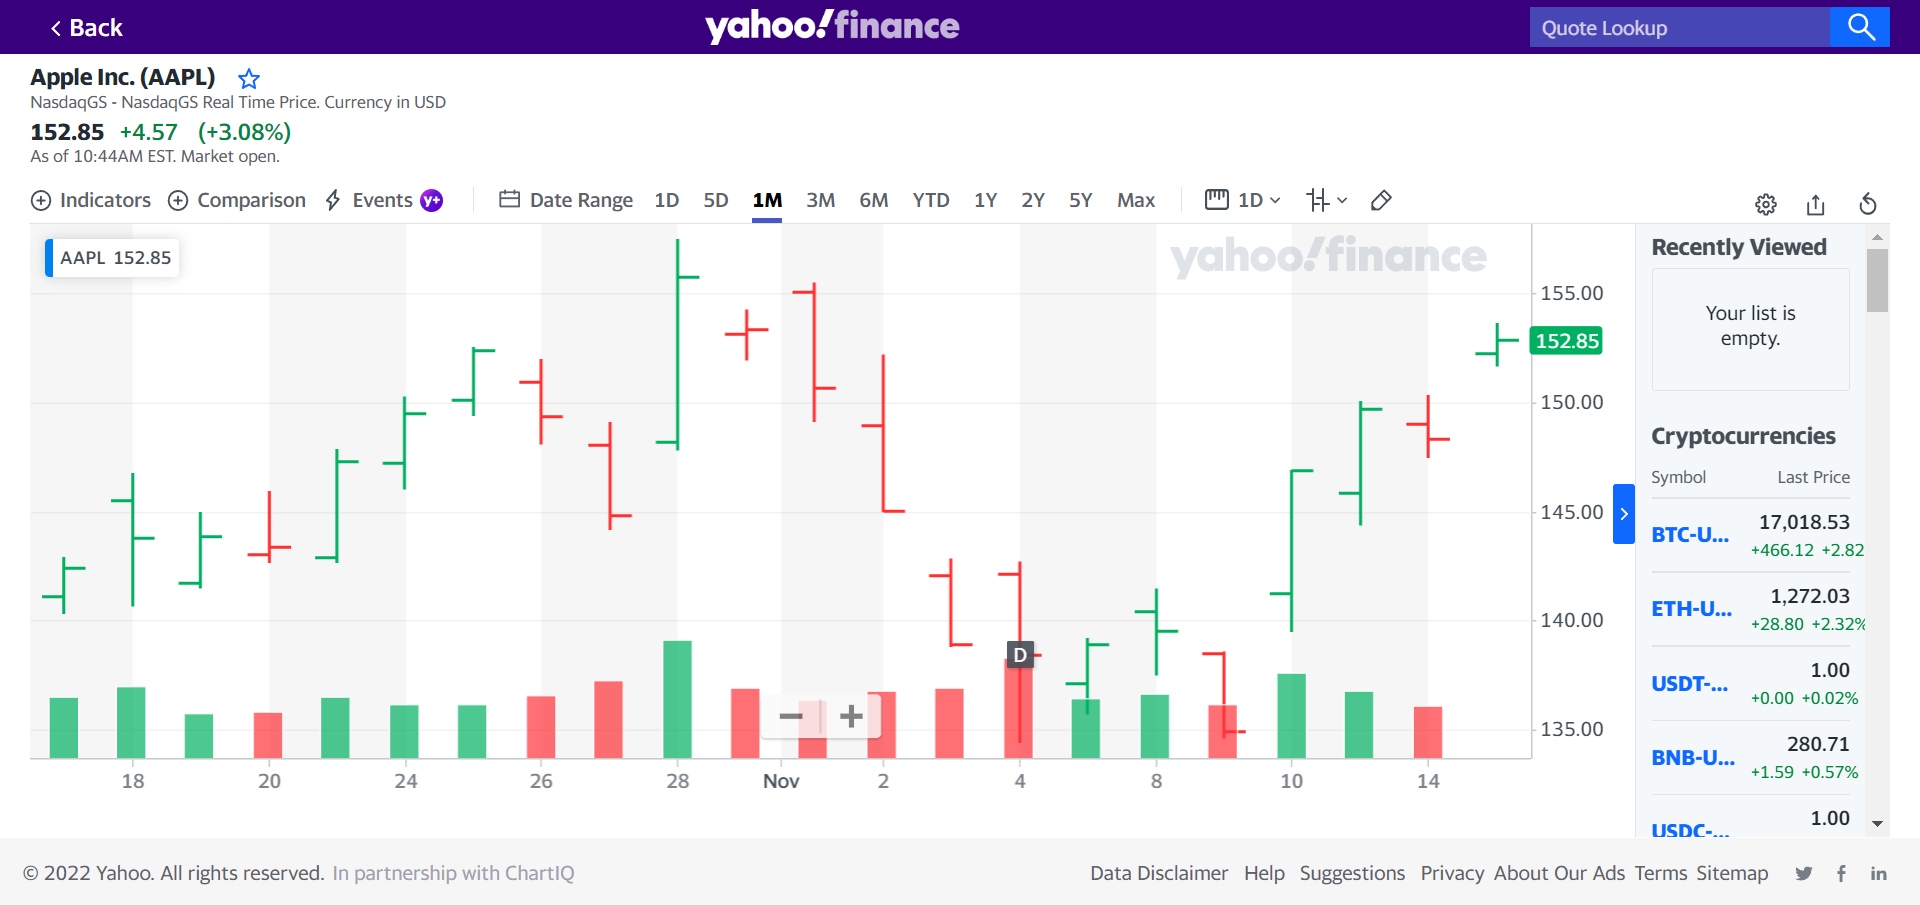 Back
yahoo!finance
Quote Lookup
Apple Inc. (AAPL)
NasdaqGS - NasdaqGS Real Time Price. Currency in USD
152.85 +4.57 (+3.08%)
As of 10:44AM EST. Market open.
Indicators Comparison Events y+ Date Range 1D 5D 1M 3M 6M YTD 1Y 2Y 5Y Max 1D
AAPL 152.85
yahoo!finance
155.00
152.85
150.00
145.00
140.00
135.00
D
− +
18 20 24 26 28 Nov 2 4 8 10 14
Recently Viewed
Your list is
empty.
Cryptocurrencies
Symbol Last Price
BTC-U... 17,018.53
+466.12 +2.82
ETH-U... 1,272.03
+28.80 +2.32%
USDT-... 1.00
+0.00 +0.02%
BNB-U... 280.71
+1.59 +0.57%
USDC-... 1.00
© 2022 Yahoo. All rights reserved. In partnership with ChartIQ
Data Disclaimer Help Suggestions Privacy About Our Ads Terms Sitemap